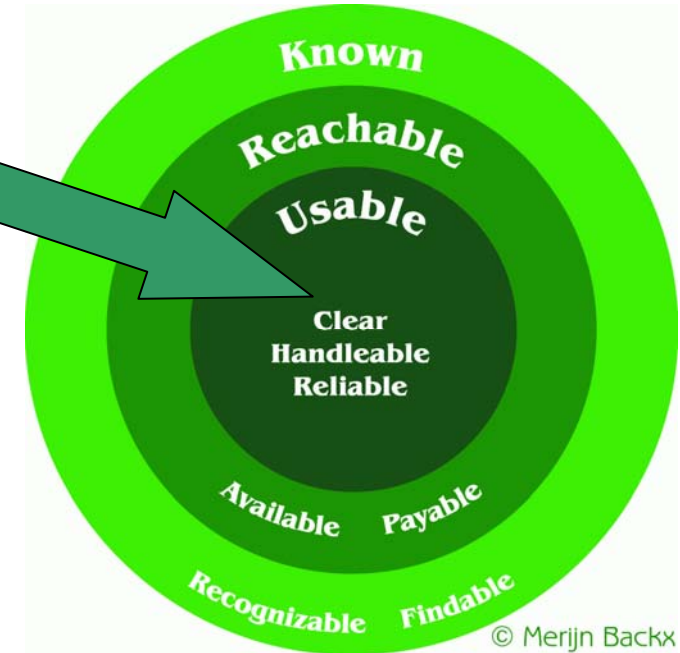 Known
Reachable
Usable
Clear
Handleable
Reliable
Available Payable
Recognizable Findable
© Merijn Backx